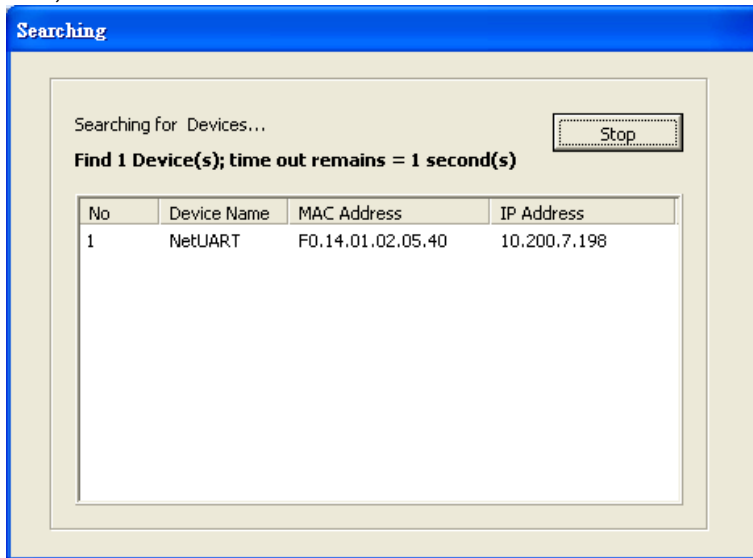 Searching
Searching for Devices...
Stop
Find 1 Device(s); time out remains = 1 second(s)
No Device Name MAC Address IP Address
1 NetUART F0.14.01.02.05.40 10.200.7.198